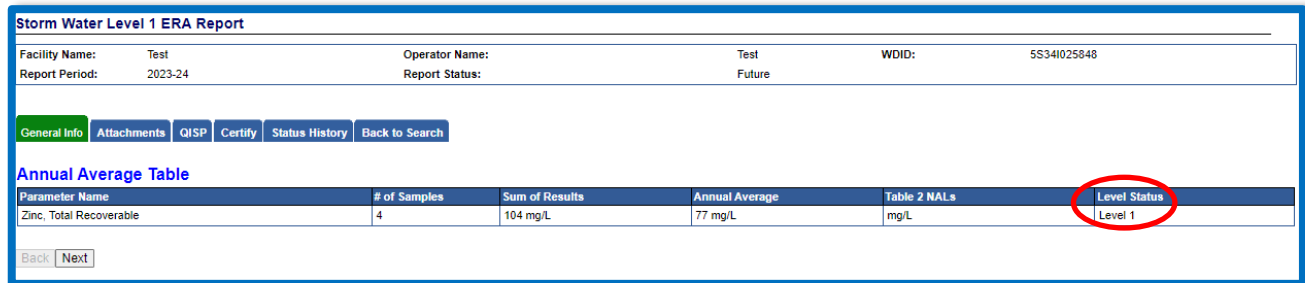 Storm Water Level 1 ERA Report
Facility Name: Test Operator Name: Test WDID: 5S34I025848
Report Period: 2023-24 Report Status: Future
General Info Attachments QISP Certify Status History Back to Search
Annual Average Table
Parameter Name # of Samples Sum of Results Annual Average Table 2 NALs Level Status
Zinc, Total Recoverable 4 104 mg/L 77 mg/L mg/L Level 1
Back Next